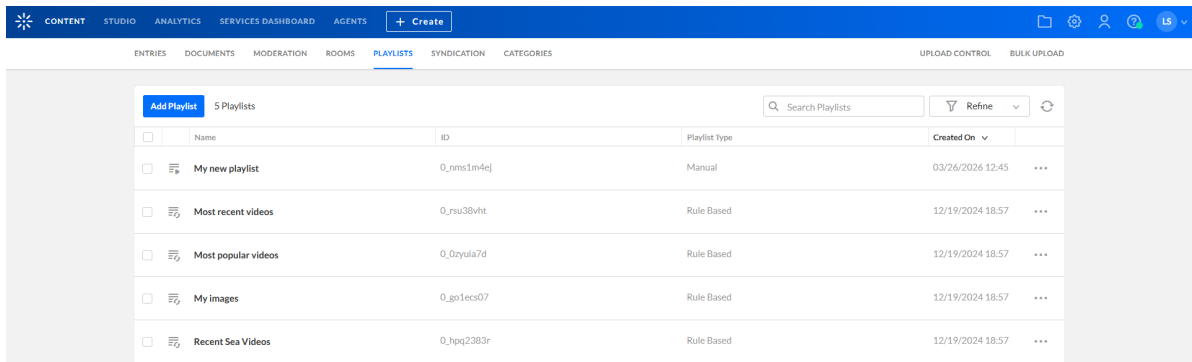 CONTENT STUDIO ANALYTICS SERVICES DASHBOARD AGENTS + Create LS
ENTRIES DOCUMENTS MODERATION ROOMS PLAYLISTS SYNDICATION CATEGORIES UPLOAD CONTROL BULK UPLOAD
Add Playlist 5 Playlists Search Playlists Refine
Name ID Playlist Type Created On
My new playlist 0_nms1m4ej Manual 03/26/2026 12:45
Most recent videos 0_rsu38vht Rule Based 12/19/2024 18:57
Most popular videos 0_0zyuia7d Rule Based 12/19/2024 18:57
My images 0_go1ecs07 Rule Based 12/19/2024 18:57
Recent Sea Videos 0_hpq2383r Rule Based 12/19/2024 18:57